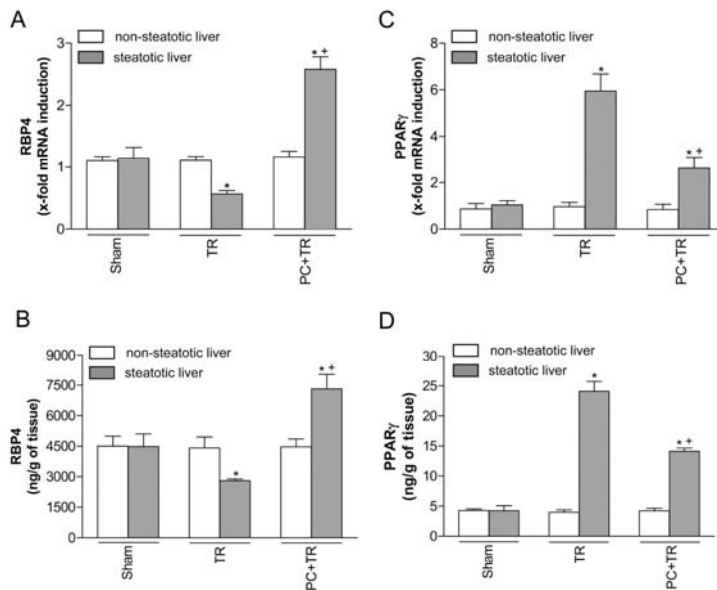 A
non-steatotic liver
steatotic liver
RBP4
(x-fold mRNA induction)
3
2
1
0
* +
*
Sham
TR
PC+TR
B
non-steatotic liver
steatotic liver
RBP4
(ng/g of tissue)
9000
7500
6000
4500
3000
1500
0
* +
*
Sham
TR
PC+TR
C
non-steatotic liver
steatotic liver
PPARγ
(x-fold mRNA induction)
8
6
4
2
0
*
* +
Sham
TR
PC+TR
D
non-steatotic liver
steatotic liver
PPARγ
(ng/g of tissue)
30
25
20
15
10
5
0
*
* +
Sham
TR
PC+TR